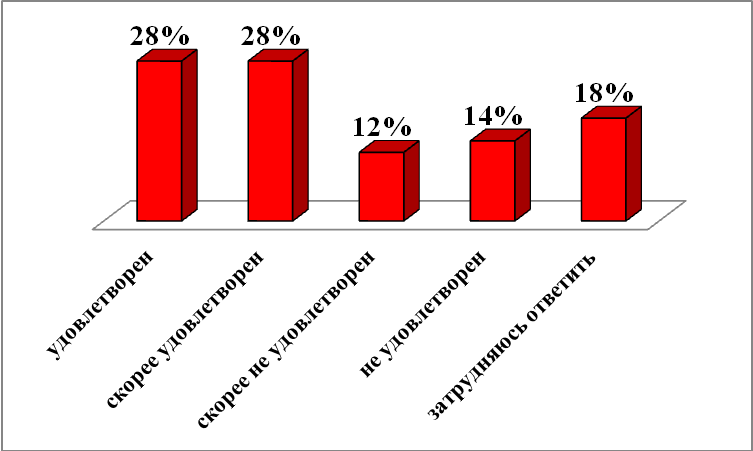 28%
28%
12%
14%
18%
удовлетворен
скорее удовлетворен
скорее не удовлетворен
не удовлетворен
затрудняюсь ответить